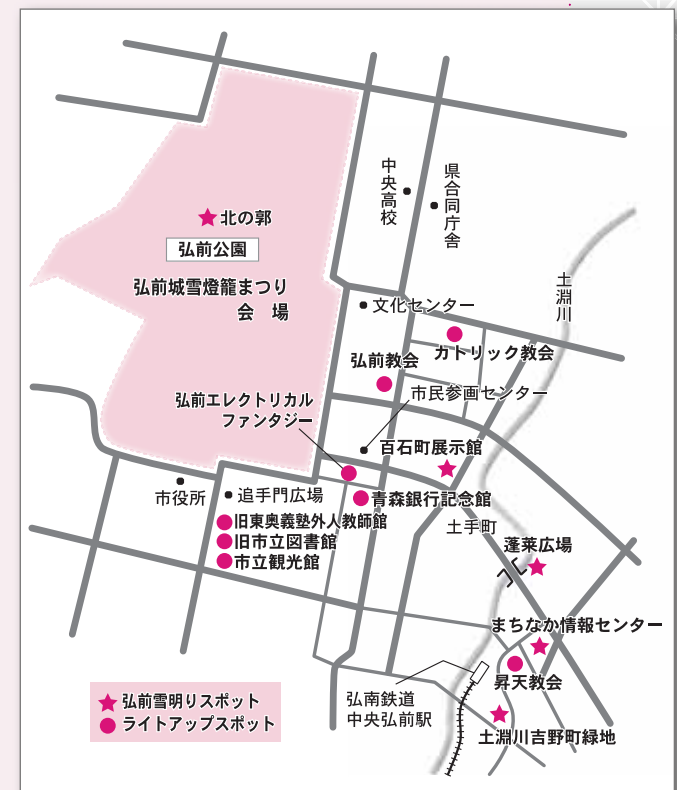 中央高校
県合同庁舎
北の郭
弘前公園
弘前城雪燈籠まつり
会　場
土淵川
文化センター
カトリック教会
弘前教会
市民参画センター
弘前エレクトリカル
ファンタジー
百石町展示館
市役所
追手門広場
青森銀行記念館
旧東奥義塾外人教師館
旧市立図書館
市立観光館
土手町
蓬莱広場
まちなか情報センター
昇天教会
弘南鉄道
中央弘前駅
土淵川吉野町緑地
弘前雪明りスポット
ライトアップスポット